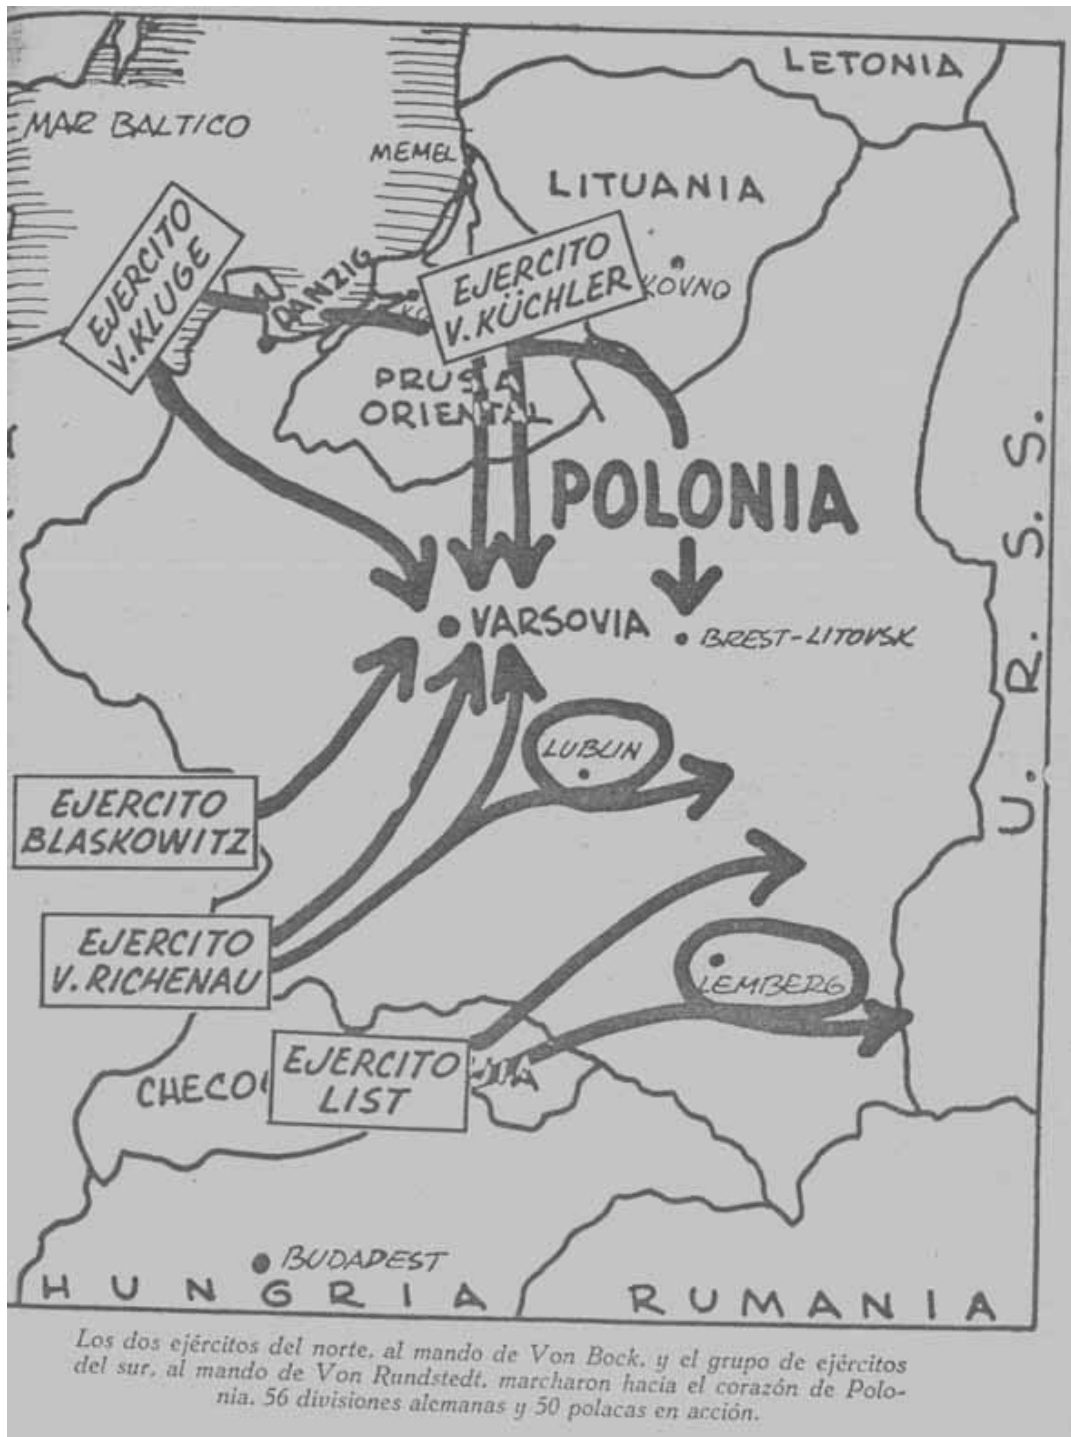 LETONIA
MAR BALTICO
MEMEL
LITUANIA
EJERCITO
V. KLUGE
DANZIG
EJERCITO
V. KÜCHLER
KOVNO
PRUSIA
ORIENTAL
POLONIA
U. R. S. S.
VARSOVIA
BREST-LITOVSK
LUBLIN
EJERCITO
BLASKOWITZ
EJERCITO
V. RICHENAU
LEMBERG
EJERCITO
LIST
CHECO
BUDAPEST
HUNGRIA
RUMANIA
Los dos ejércitos del norte, al mando de Von Bock, y el grupo de ejércitos
del sur, al mando de Von Rundstedt, marcharon hacia el corazón de Polo-
nia. 56 divisiones alemanas y 50 polacas en acción.